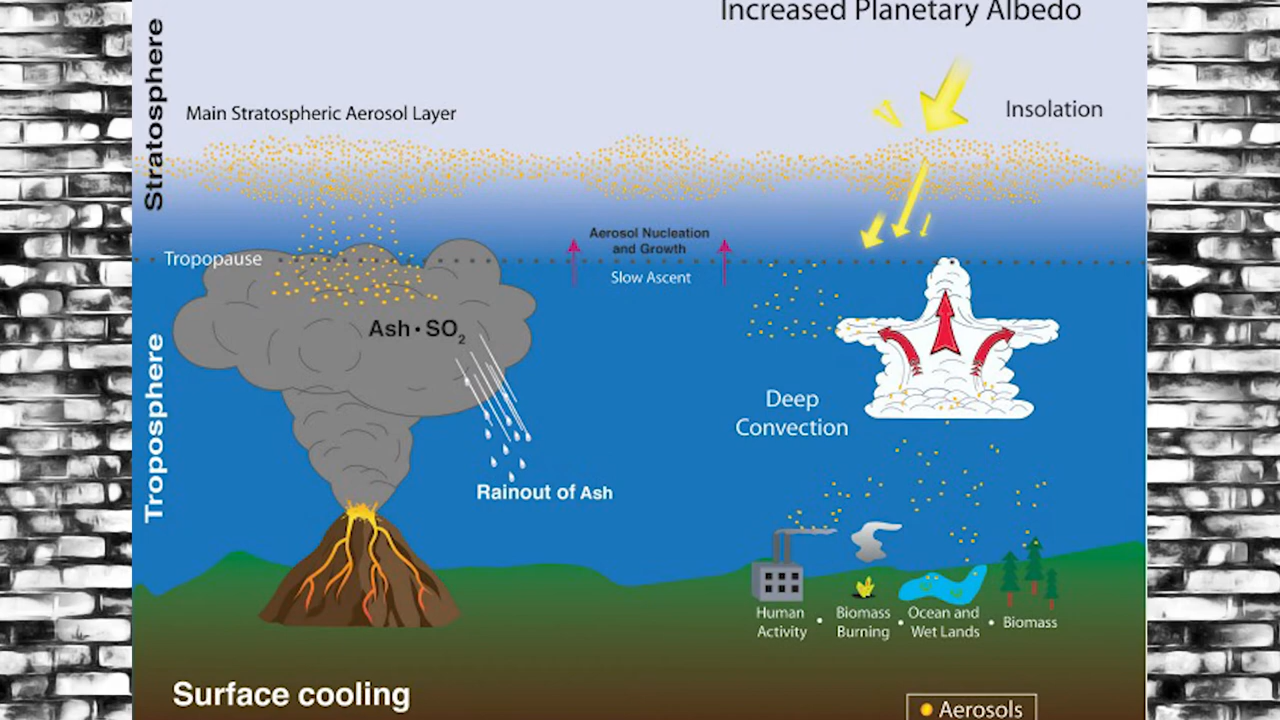 Increased Planetary Albedo
Stratosphere
Main Stratospheric Aerosol Layer
Insolation
Aerosol Nucleation
and Growth
Tropopause
Slow Ascent
Ash · SO2
Troposphere
Deep
Convection
Rainout of Ash
Human
Activity
• Biomass
Burning
• Ocean and
Wet Lands
• Biomass
Surface cooling
Aerosols